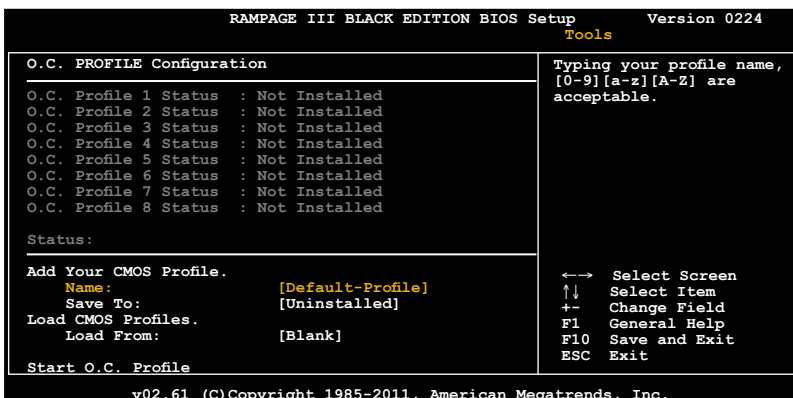 RAMPAGE III BLACK EDITION BIOS Setup Version 0224
Tools
O.C. PROFILE Configuration
O.C. Profile 1 Status : Not Installed
O.C. Profile 2 Status : Not Installed
O.C. Profile 3 Status : Not Installed
O.C. Profile 4 Status : Not Installed
O.C. Profile 5 Status : Not Installed
O.C. Profile 6 Status : Not Installed
O.C. Profile 7 Status : Not Installed
O.C. Profile 8 Status : Not Installed
Status:
Add Your CMOS Profile.
Name: [Default-Profile]
Save To: [Uninstalled]
Load CMOS Profiles.
Load From: [Blank]
Start O.C. Profile
Typing your profile name,
[0-9][a-z][A-Z] are
acceptable.
←→ Select Screen
↑↓ Select Item
+- Change Field
F1 General Help
F10 Save and Exit
ESC Exit
v02.61 (C)Copyright 1985-2011, American Megatrends, Inc.